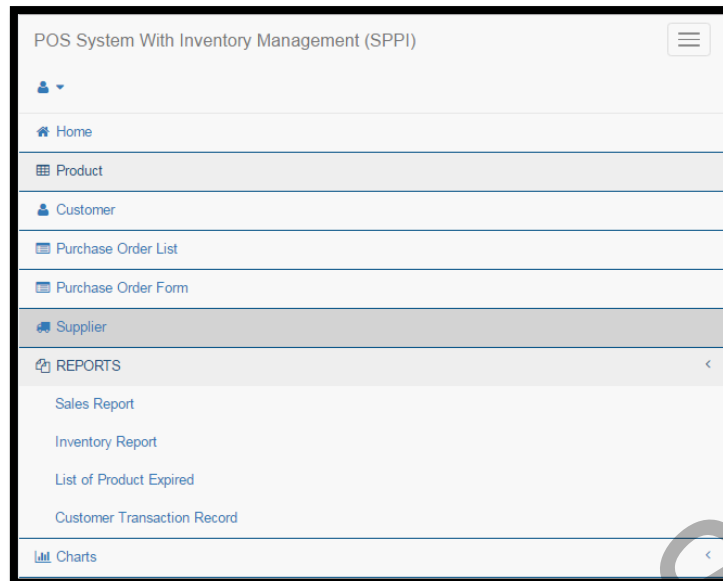 POS System With Inventory Management (SPPI)
Home
Product
Customer
Purchase Order List
Purchase Order Form
Supplier
REPORTS
Sales Report
Inventory Report
List of Product Expired
Customer Transaction Record
Charts